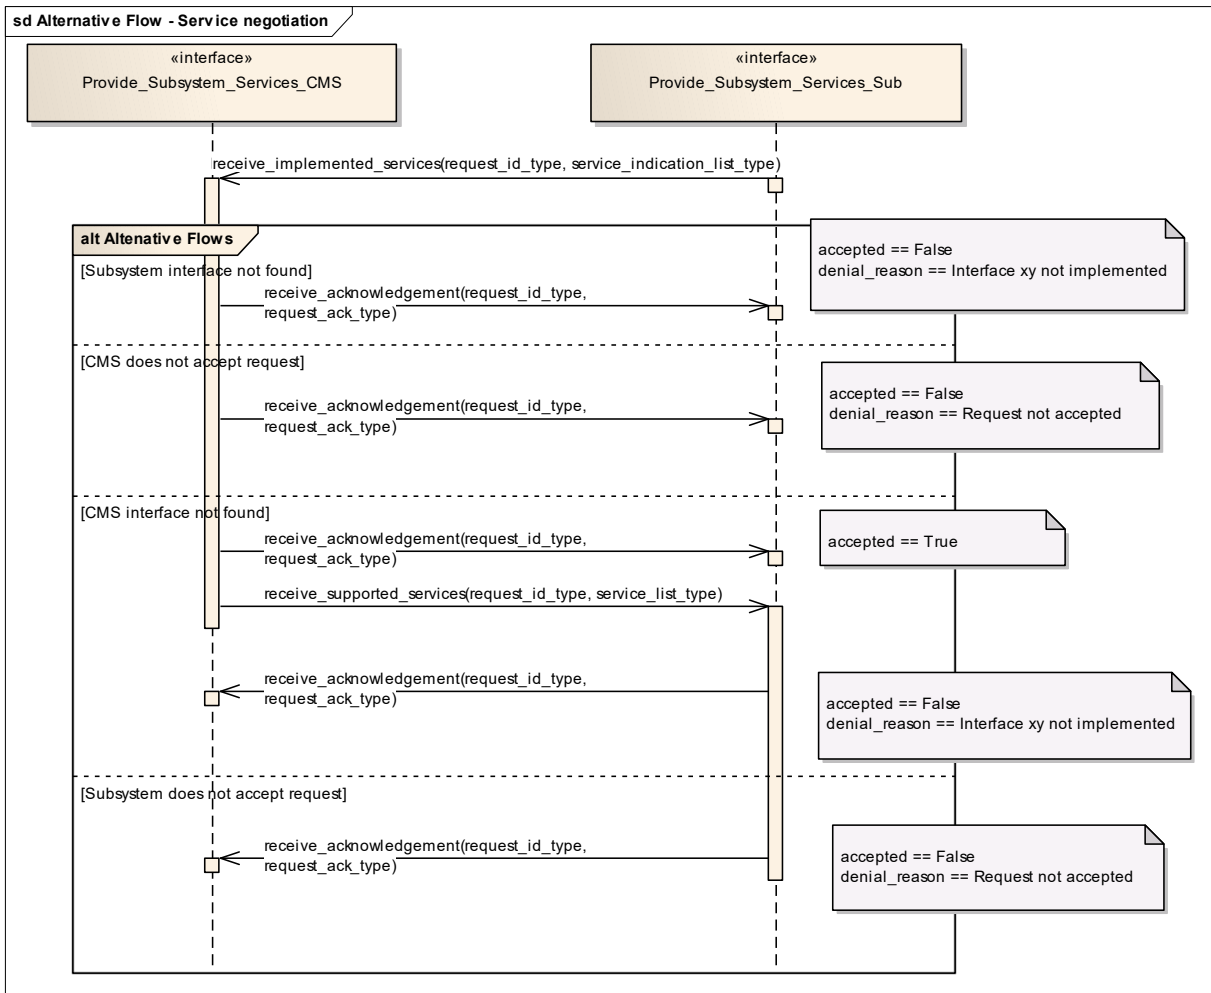 sd Alternative Flow - Service negotiation
«interface»
Provide_Subsystem_Services_CMS
«interface»
Provide_Subsystem_Services_Sub
receive_implemented_services(request_id_type, service_indication_list_type)
alt Altenative Flows
[Subsystem interface not found]
receive_acknowledgement(request_id_type,
request_ack_type)
accepted == False
denial_reason == Interface xy not implemented
[CMS does not accept request]
receive_acknowledgement(request_id_type,
request_ack_type)
accepted == False
denial_reason == Request not accepted
[CMS interface not found]
receive_acknowledgement(request_id_type,
request_ack_type)
accepted == True
receive_supported_services(request_id_type, service_list_type)
receive_acknowledgement(request_id_type,
request_ack_type)
accepted == False
denial_reason == Interface xy not implemented
[Subsystem does not accept request]
receive_acknowledgement(request_id_type,
request_ack_type)
accepted == False
denial_reason == Request not accepted